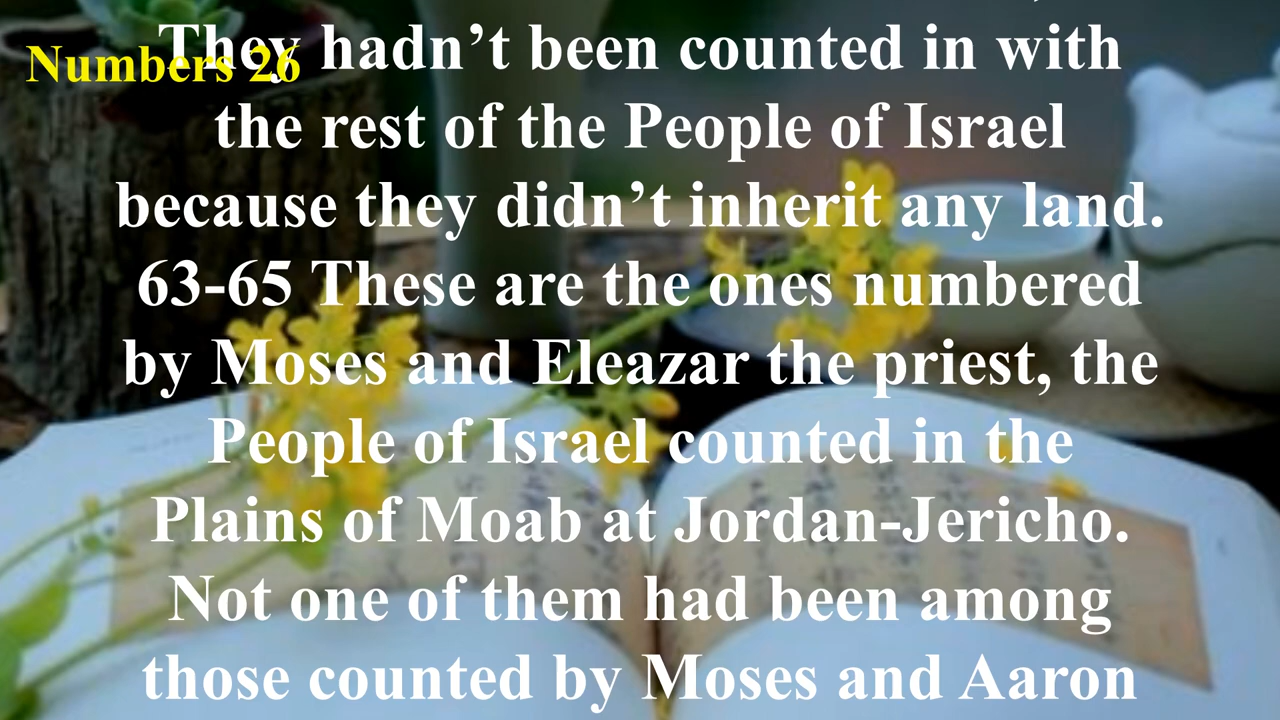 Numbers 26
They hadn’t been counted in with
the rest of the People of Israel
because they didn’t inherit any land.
63-65 These are the ones numbered
by Moses and Eleazar the priest, the
People of Israel counted in the
Plains of Moab at Jordan-Jericho.
Not one of them had been among
those counted by Moses and Aaron